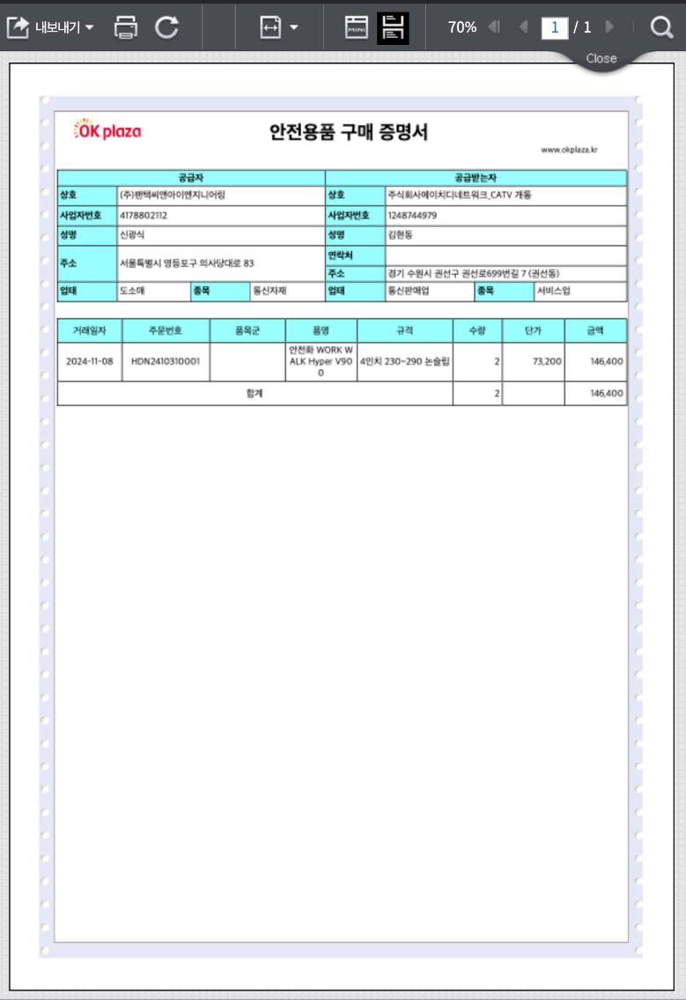 내보내기
70%
1 / 1
Close
OK plaza
안전용품 구매 증명서
www.okplaza.kr
공급자 공급받는자
상호 (주)팬택씨앤아이엔지니어링 상호 주식회사에이치디네트워크_CATV 개통
사업자번호 4178802112 사업자번호 1248744979
성명 신광식 성명 김현동
주소 서울특별시 영등포구 의사당대로 83 연락처
주소 경기 수원시 권선구 권선로699번길 7 (권선동)
업태 도소매 종목 통신자재 업태 통신판매업 종목 서비스업
거래일자 주문번호 품목군 품명 규격 수량 단가 금액
2024-11-08 HDN2410310001 안전화 WORK W
ALK Hyper V90
0 4인치 230~290 논슬립 2 73,200 146,400
합계 2 146,400